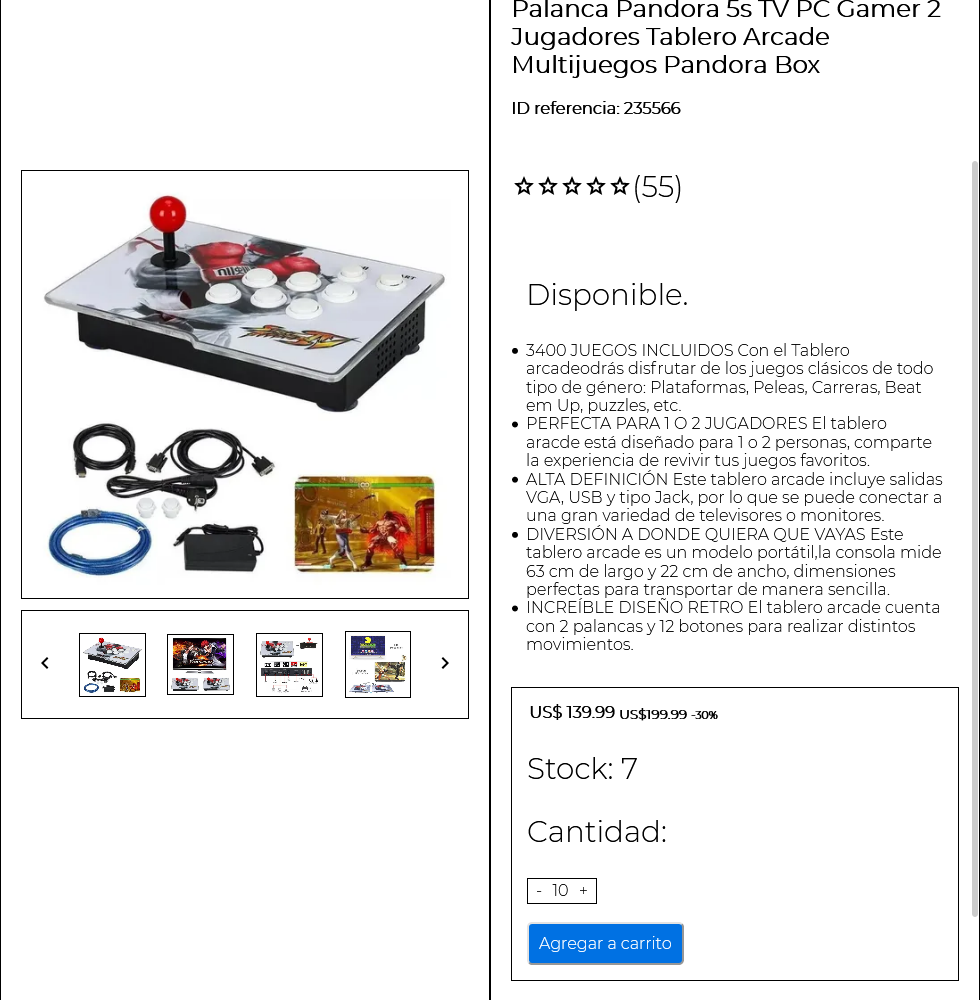 Palanca Pandora 5s TV PC Gamer 2
Jugadores Tablero Arcade
Multijuegos Pandora Box
ID referencia: 235566
(55)
Disponible.
3400 JUEGOS INCLUIDOS Con el Tablero
arcadeodrás disfrutar de los juegos clásicos de todo
tipo de género: Plataformas, Peleas, Carreras, Beat
em Up, puzzles, etc.
PERFECTA PARA 1 O 2 JUGADORES El tablero
aracde está diseñado para 1 o 2 personas, comparte
la experiencia de revivir tus juegos favoritos.
ALTA DEFINICIÓN Este tablero arcade incluye salidas
VGA, USB y tipo Jack, por lo que se puede conectar a
una gran variedad de televisores o monitores.
DIVERSIÓN A DONDE QUIERA QUE VAYAS Este
tablero arcade es un modelo portátil,la consola mide
63 cm de largo y 22 cm de ancho, dimensiones
perfectas para transportar de manera sencilla.
INCREÍBLE DISEÑO RETRO El tablero arcade cuenta
con 2 palancas y 12 botones para realizar distintos
movimientos.
US$ 139.99 US$199.99 -30%
Stock: 7
Cantidad:
- 10 +
Agregar a carrito